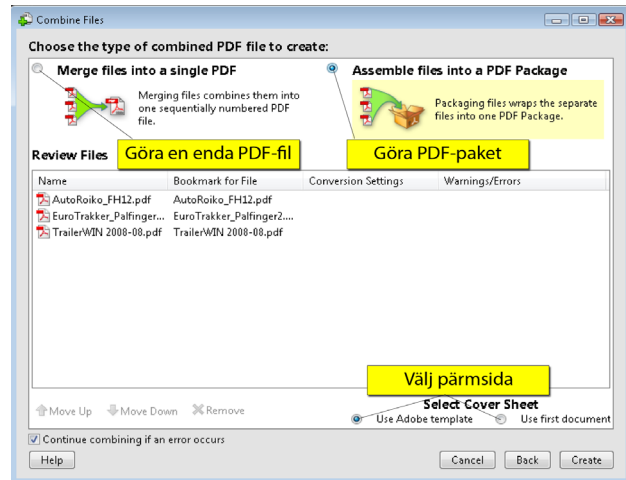 Combine Files
Choose the type of combined PDF file to create:
Merge files into a single PDF
Merging files combines them into
one sequentially numbered PDF
file.
Assemble files into a PDF Package
Packaging files wraps the separate
files into one PDF Package.
Göra en enda PDF-fil
Göra PDF-paket
Review Files
Name Bookmark for File Conversion Settings Warnings/Errors
AutoRoiko_FH12.pdf AutoRoiko_FH12.pdf
EuroTrakker_Palfinger... EuroTrakker_Palfinger2....
TrailerWIN 2008-08.pdf TrailerWIN 2008-08.pdf
Välj pärmsida
Move Up Move Down Remove
Select Cover Sheet
Use Adobe template Use first document
Continue combining if an error occurs
Help Cancel Back Create